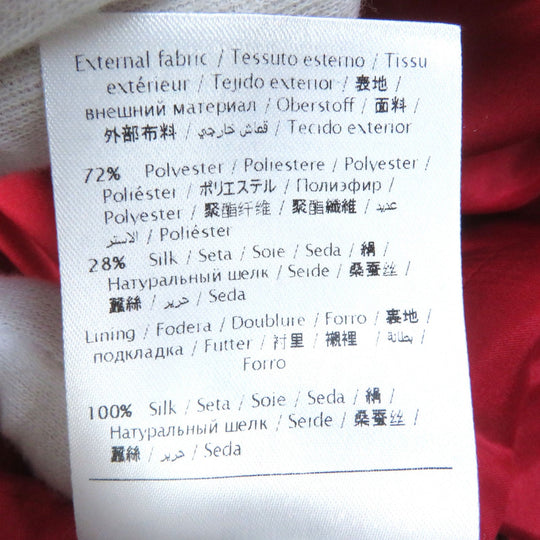 External fabric / Tessuto esterno / Tissu
extérieur / Tejido exterior / 表地 /
внешний материал / Oberstoff / 面料 /
外部布料 / قماش خارجي / Tecido exterior
72% Polyester / Poliestere / Polyester /
Poliéster / ポリエステル / Полиэфир /
Polyester / 聚酯纤维 / 聚酯纖維 / عديد
الاستر / Poliéster
28% Silk / Seta / Soie / Seda / 絹 /
Натуральный шелк / Seide / 桑蚕丝 /
蠶絲 / حرير / Seda
Lining / Fodera / Doublure / Forro / 裏地 /
подкладка / Futter / 衬里 / 襯裡 / بطانة /
Forro
100% Silk / Seta / Soie / Seda / 絹 /
Натуральный шелк / Seide / 桑蚕丝 /
蠶絲 / حرير / Seda